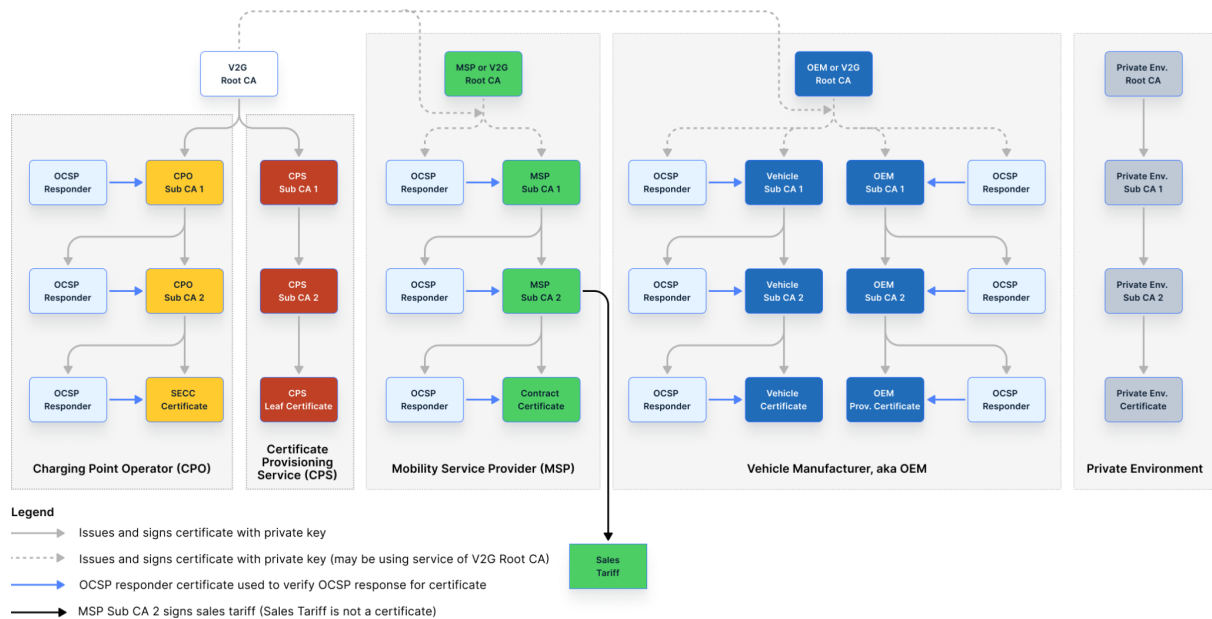 V2G
Root CA
MSP or V2G
Root CA
OEM or V2G
Root CA
Private Env.
Root CA
OCSP
Responder
CPO
Sub CA 1
CPS
Sub CA 1
OCSP
Responder
MSP
Sub CA 1
OCSP
Responder
Vehicle
Sub CA 1
OEM
Sub CA 1
OCSP
Responder
Private Env.
Sub CA 1
OCSP
Responder
CPO
Sub CA 2
CPS
Sub CA 2
OCSP
Responder
MSP
Sub CA 2
OCSP
Responder
Vehicle
Sub CA 2
OEM
Sub CA 2
OCSP
Responder
Private Env.
Sub CA 2
OCSP
Responder
SECC
Certificate
CPS
Leaf Certificate
OCSP
Responder
Contract
Certificate
OCSP
Responder
Vehicle
Certificate
OEM
Prov. Certificate
OCSP
Responder
Private Env.
Certificate
Charging Point Operator (CPO)
Certificate
Provisioning
Service (CPS)
Mobility Service Provider (MSP)
Vehicle Manufacturer, aka OEM
Private Environment
Legend
Issues and signs certificate with private key
Issues and signs certificate with private key (may be using service of V2G Root CA)
OCSP responder certificate used to verify OCSP response for certificate
MSP Sub CA 2 signs sales tariff (Sales Tariff is not a certificate)
Sales
Tariff